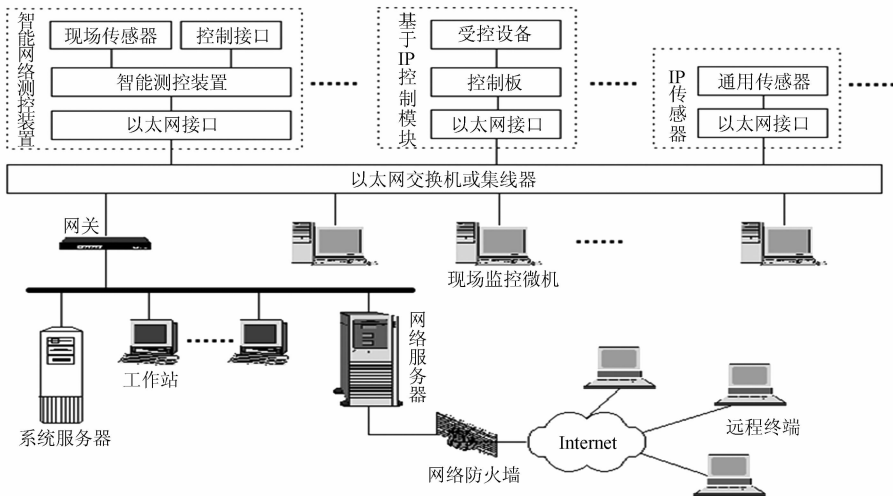 智能网络测控装置
现场传感器
控制接口
智能测控装置
以太网接口
基于IP控制模块
受控设备
控制板
以太网接口
IP传感器
通用传感器
以太网接口
以太网交换机或集线器
网关
现场监控微机
网络服务器
工作站
系统服务器
Internet
远程终端
网络防火墙